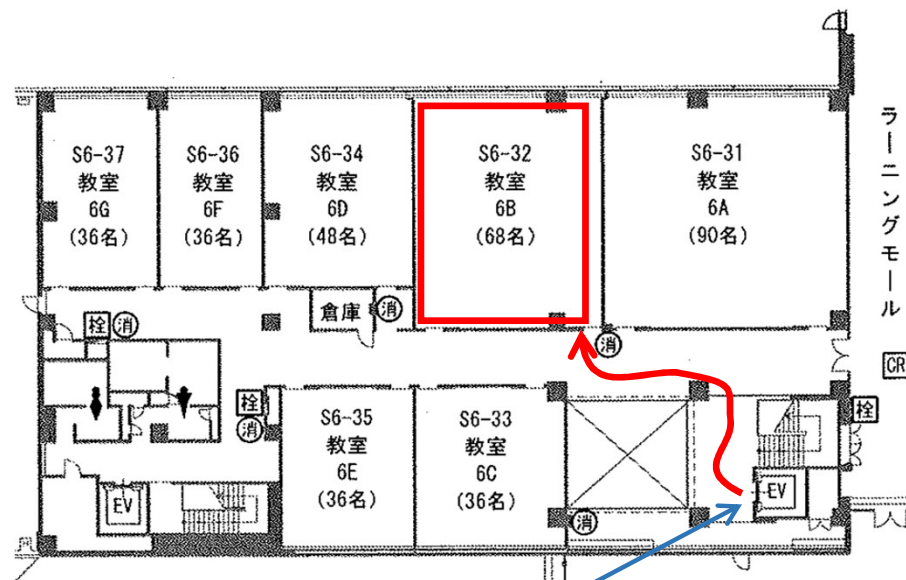 S6-37
教室
6G
(36名)
S6-36
教室
6F
(36名)
S6-34
教室
6D
(48名)
S6-32
教室
6B
(68名)
S6-31
教室
6A
(90名)
ラーニングモール
倉庫
消
栓
消
消
CR
栓
消
S6-35
教室
6E
(36名)
S6-33
教室
6C
(36名)
栓
EV
EV
消